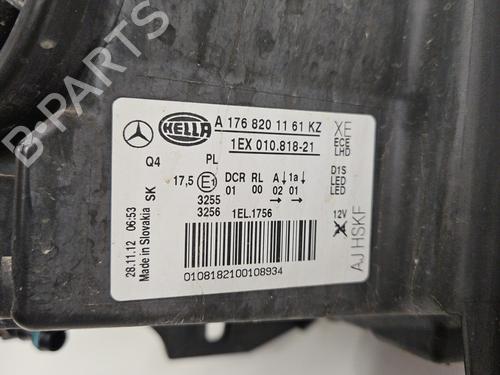 HELLA
A 176 820 11 61 KZ
1EX 010.818-21
XE
ECE
LHD
Q4
PL
17,5 E1 DCR RL A↓ 1a↓
01 00 02 01
3255 → →
3256 1EL.1756
D1S
LED
LED
12V
X
AJ HSKF
SK
28.11.12 06:53
Made in Slovakia
0108182100108934
B-PARTS